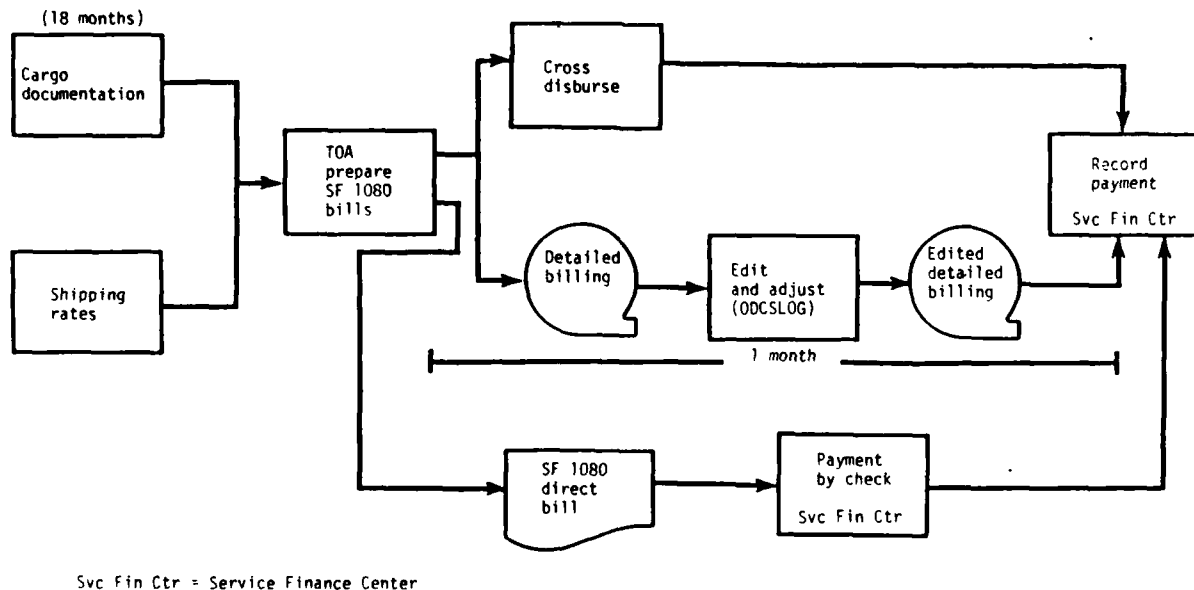 (18 months)
Cargo
documentation
Shipping
rates
TOA
prepare
SF 1080
bills
Cross
disburse
Detailed
billing
Edit
and adjust
(ODCSLOG)
Edited
detailed
billing
Record
payment
Svc Fin Ctr
1 month
SF 1080
direct
bill
Payment
by check
Svc Fin Ctr
Svc Fin Ctr = Service Finance Center